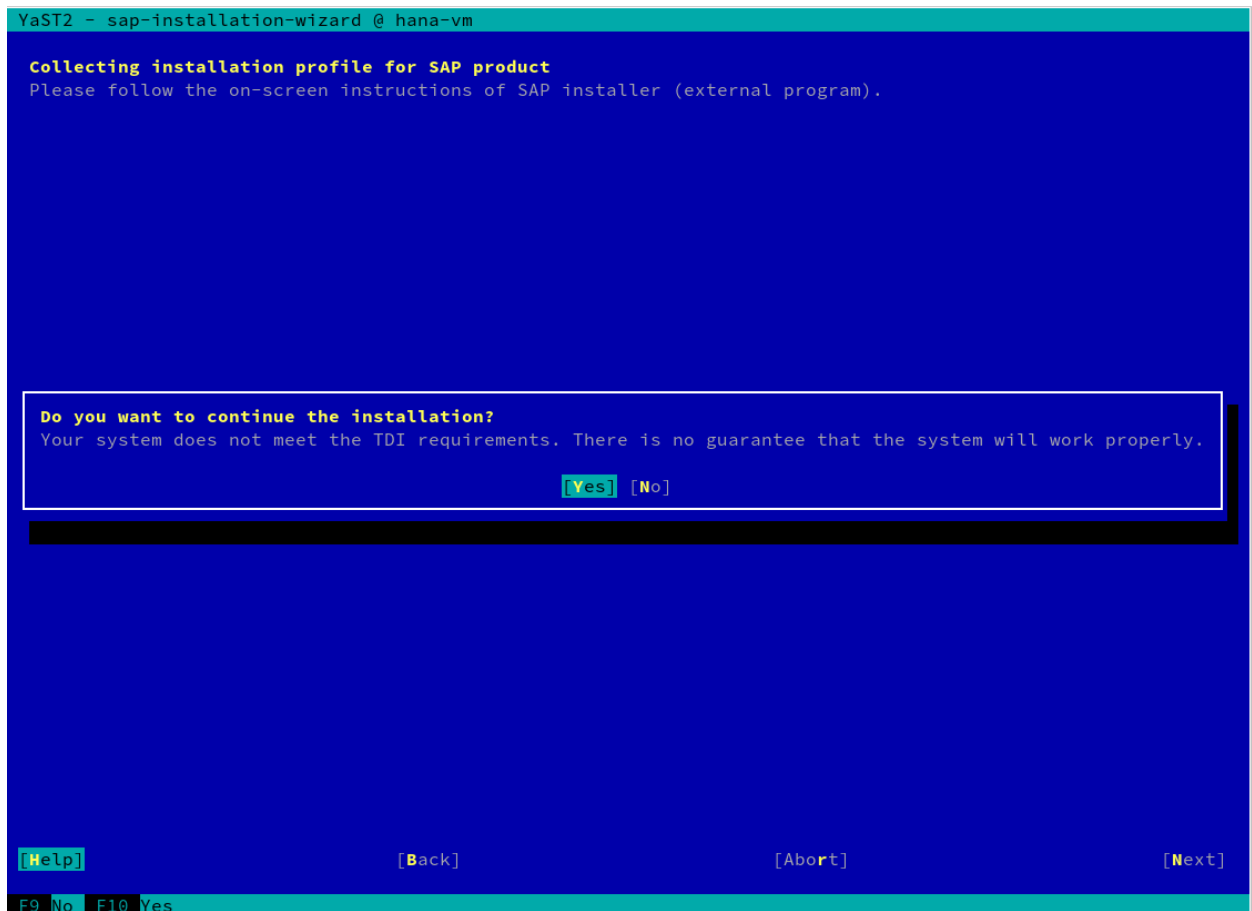 YaST2 - sap-installation-wizard @ hana-vm
Collecting installation profile for SAP product
Please follow the on-screen instructions of SAP installer (external program).
Do you want to continue the installation?
Your system does not meet the TDI requirements. There is no guarantee that the system will work properly.
[Yes] [No]
[Help] [Back] [Abort] [Next]
F9 No F10 Yes